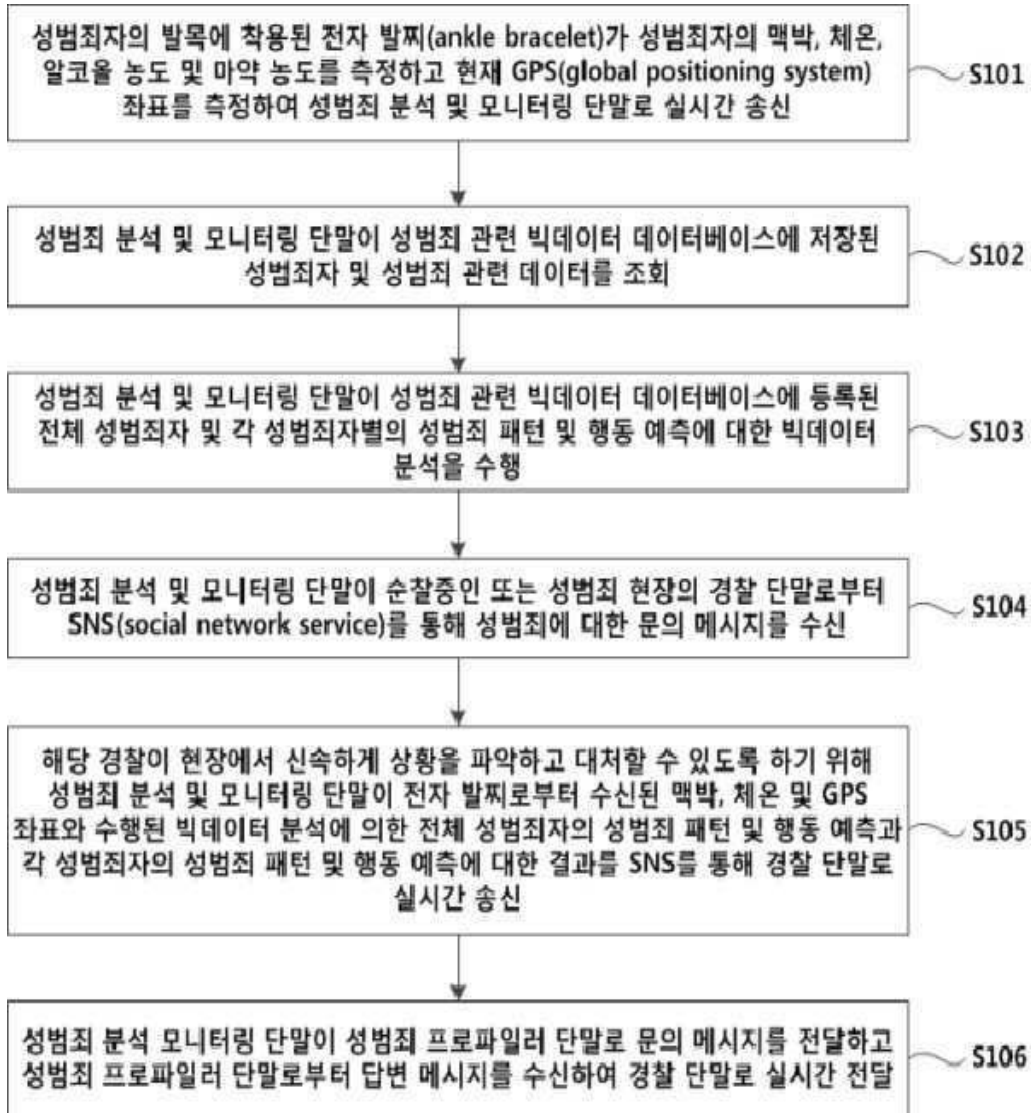 성범죄자의 발목에 착용된 전자 발찌(ankle bracelet)가 성범죄자의 맥박, 체온,
알코올 농도 및 마약 농도를 측정하고 현재 GPS(global positioning system)
좌표를 측정하여 성범죄 분석 및 모니터링 단말로 실시간 송신
S101
성범죄 분석 및 모니터링 단말이 성범죄 관련 빅데이터 데이터베이스에 저장된
성범죄자 및 성범죄 관련 데이터를 조회
S102
성범죄 분석 및 모니터링 단말이 성범죄 관련 빅데이터 데이터베이스에 등록된
전체 성범죄자 및 각 성범죄자별의 성범죄 패턴 및 행동 예측에 대한 빅데이터
분석을 수행
S103
성범죄 분석 및 모니터링 단말이 순찰중인 또는 성범죄 현장의 경찰 단말로부터
SNS(social network service)를 통해 성범죄에 대한 문의 메시지를 수신
S104
해당 경찰이 현장에서 신속하게 상황을 파악하고 대처할 수 있도록 하기 위해
성범죄 분석 및 모니터링 단말이 전자 발찌로부터 수신된 맥박, 체온 및 GPS
좌표와 수행된 빅데이터 분석에 의한 전체 성범죄자의 성범죄 패턴 및 행동 예측과
각 성범죄자의 성범죄 패턴 및 행동 예측에 대한 결과를 SNS를 통해 경찰 단말로
실시간 송신
S105
성범죄 분석 모니터링 단말이 성범죄 프로파일러 단말로 문의 메시지를 전달하고
성범죄 프로파일러 단말로부터 답변 메시지를 수신하여 경찰 단말로 실시간 전달
S106